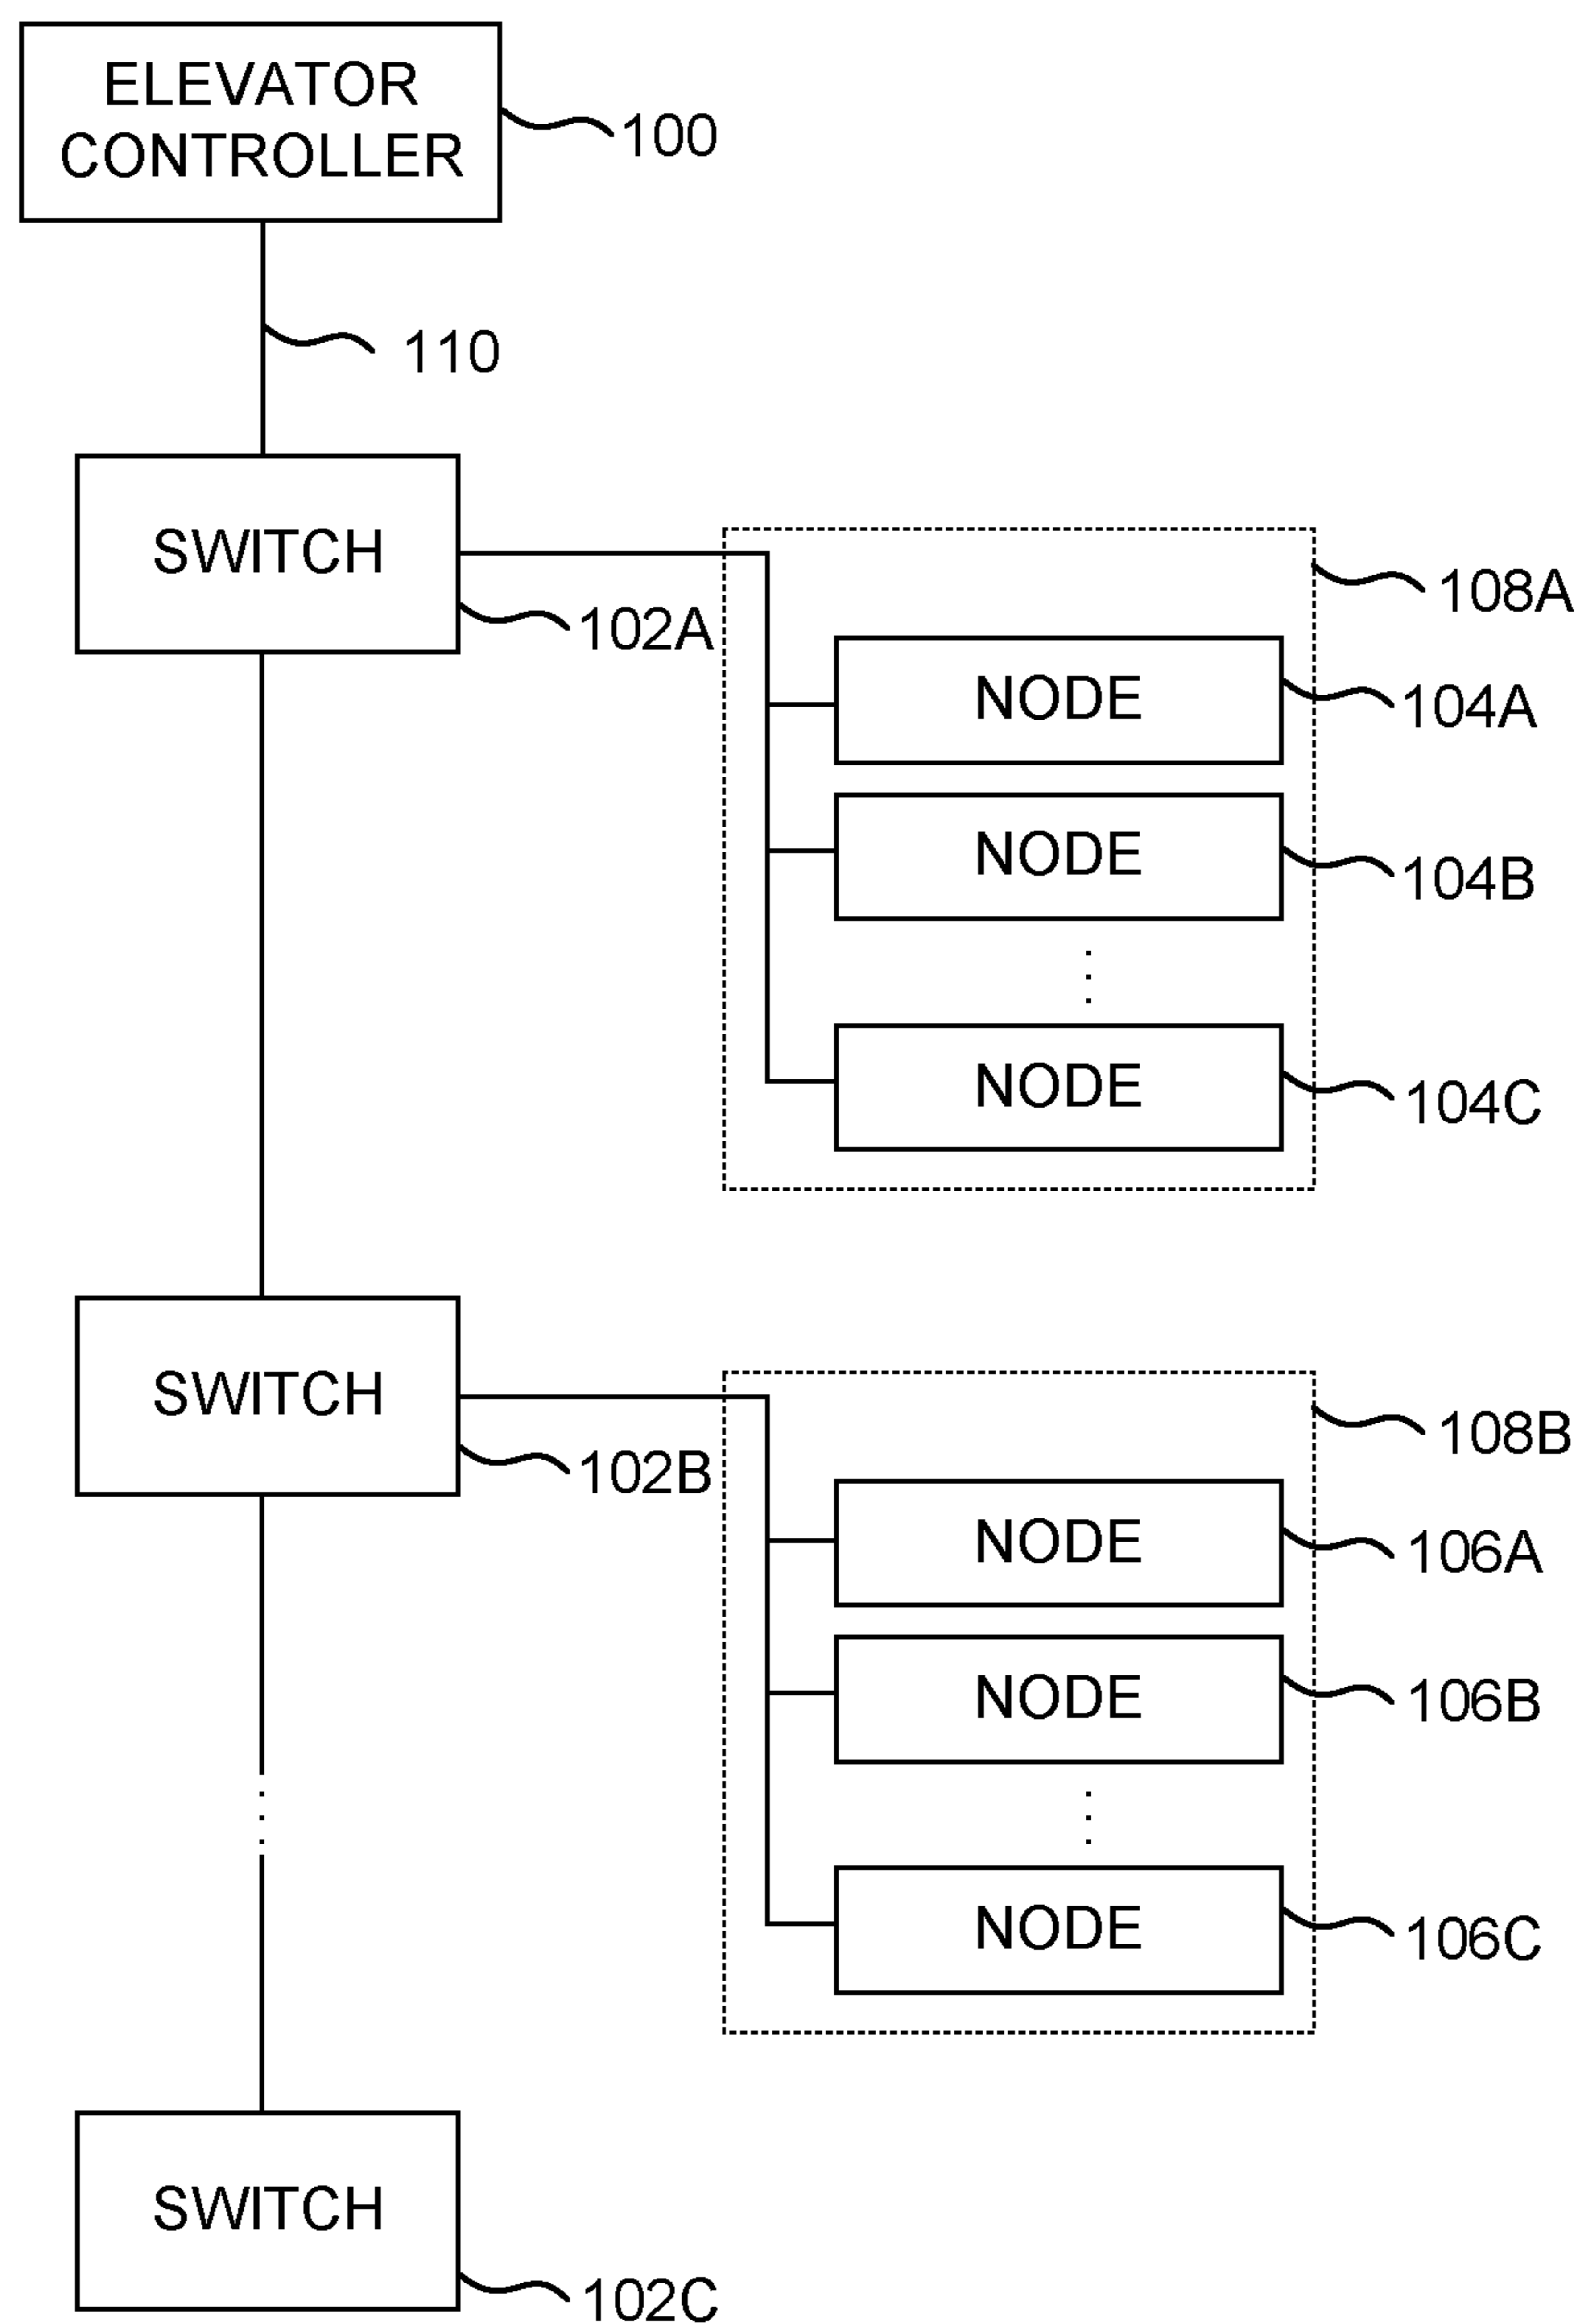 ELEVATOR
CONTROLLER
100
110
SWITCH
102A
108A
NODE
104A
NODE
104B
NODE
104C
SWITCH
102B
108B
NODE
106A
NODE
106B
NODE
106C
SWITCH
102C